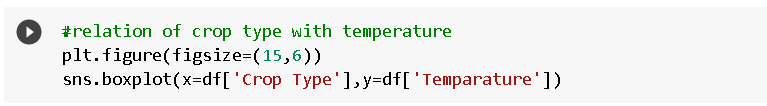 #relation of crop type with temperature
plt.figure(figsize=(15,6))
sns.boxplot(x=df['Crop Type'],y=df['Temparature'])